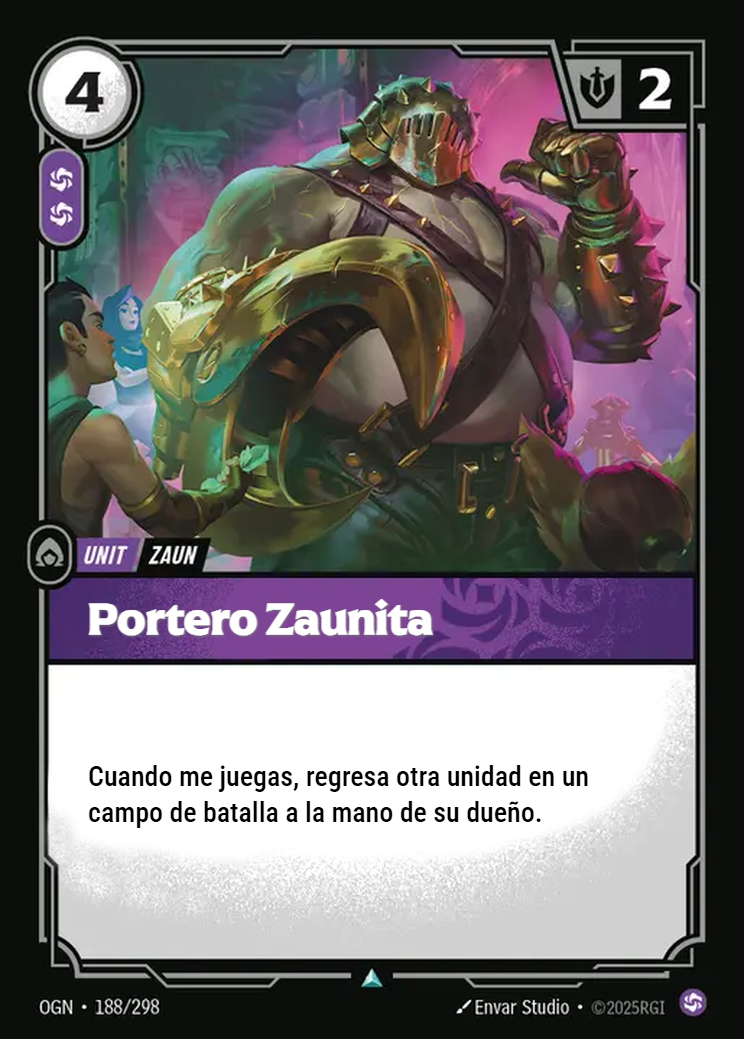 4
2
UNIT ZAUN
Portero Zaunita
Cuando me juegas, regresa otra unidad en un
campo de batalla a la mano de su dueño.
OGN • 188/298 Envar Studio • ©2025RGI